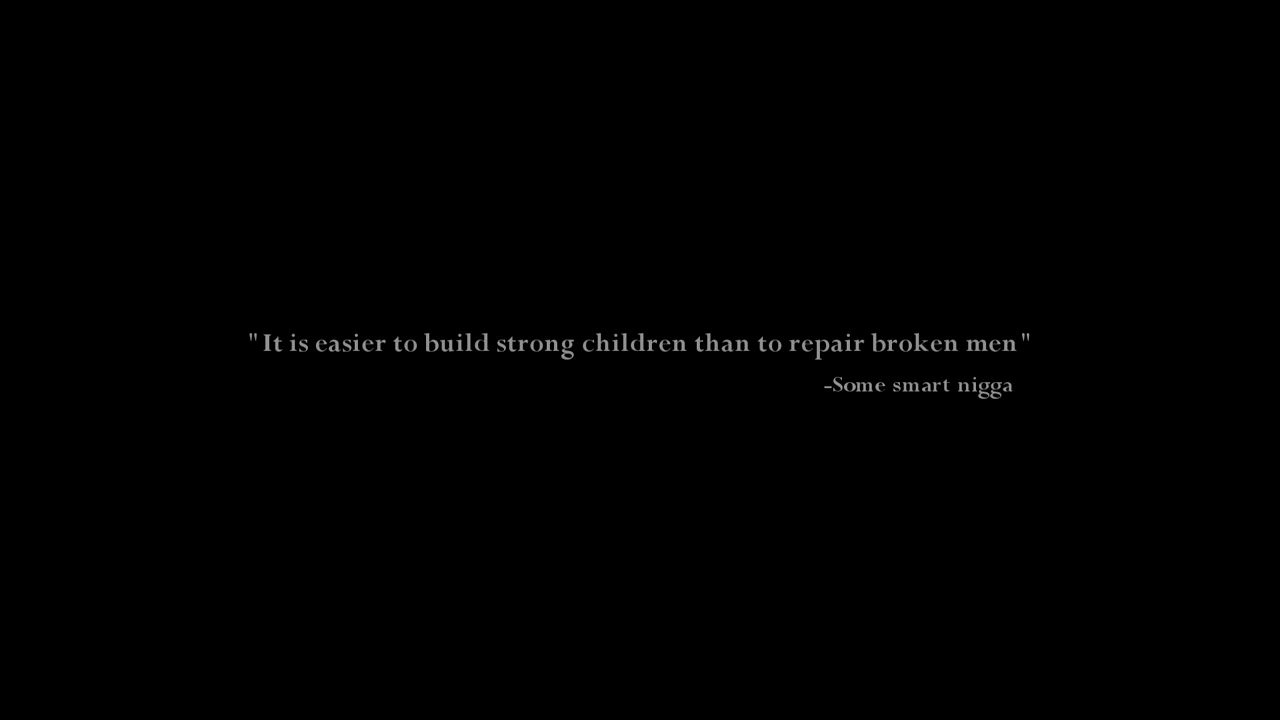 "It is easier to build strong children than to repair broken men"
-Some smart nigga